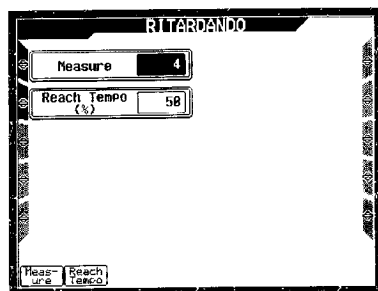 RITARDANDO
Measure 4
Reach Tempo 50
(%)
Meas- Reach
ure Tempo